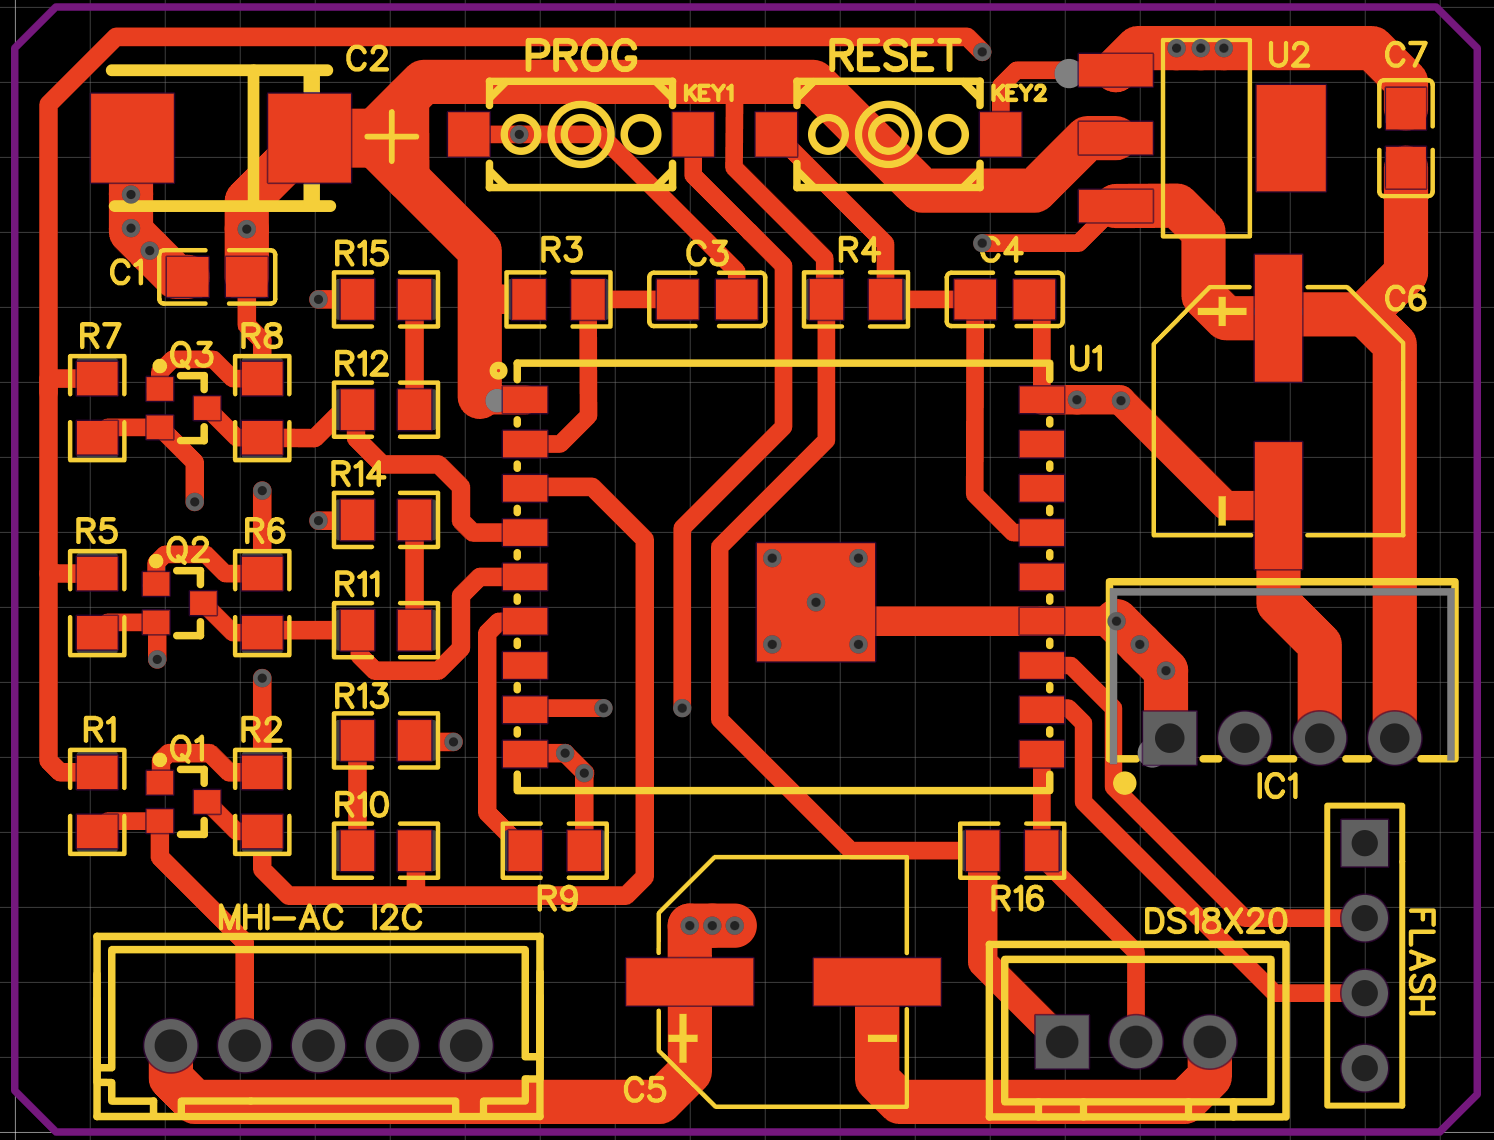 C2
PROG
RESET
U2
C7
KEY1
KEY2
C1
R15
R3
C3
R4
C4
C6
R7
Q3
R8
R12
U1
R14
R5
Q2
R6
R11
R13
R1
Q1
R2
R10
IC1
R9
R16
MHI-AC I2C
DS18X20
FLASH
C5